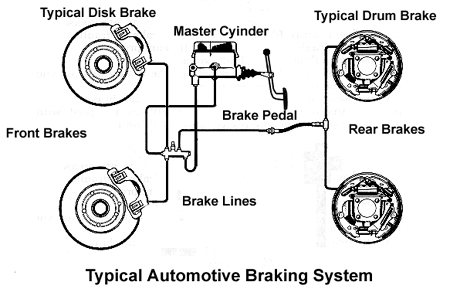 Typical Disk Brake
Typical Drum Brake
Master Cyinder
Brake Pedal
Front Brakes
Rear Brakes
Brake Lines
Typical Automotive Braking System